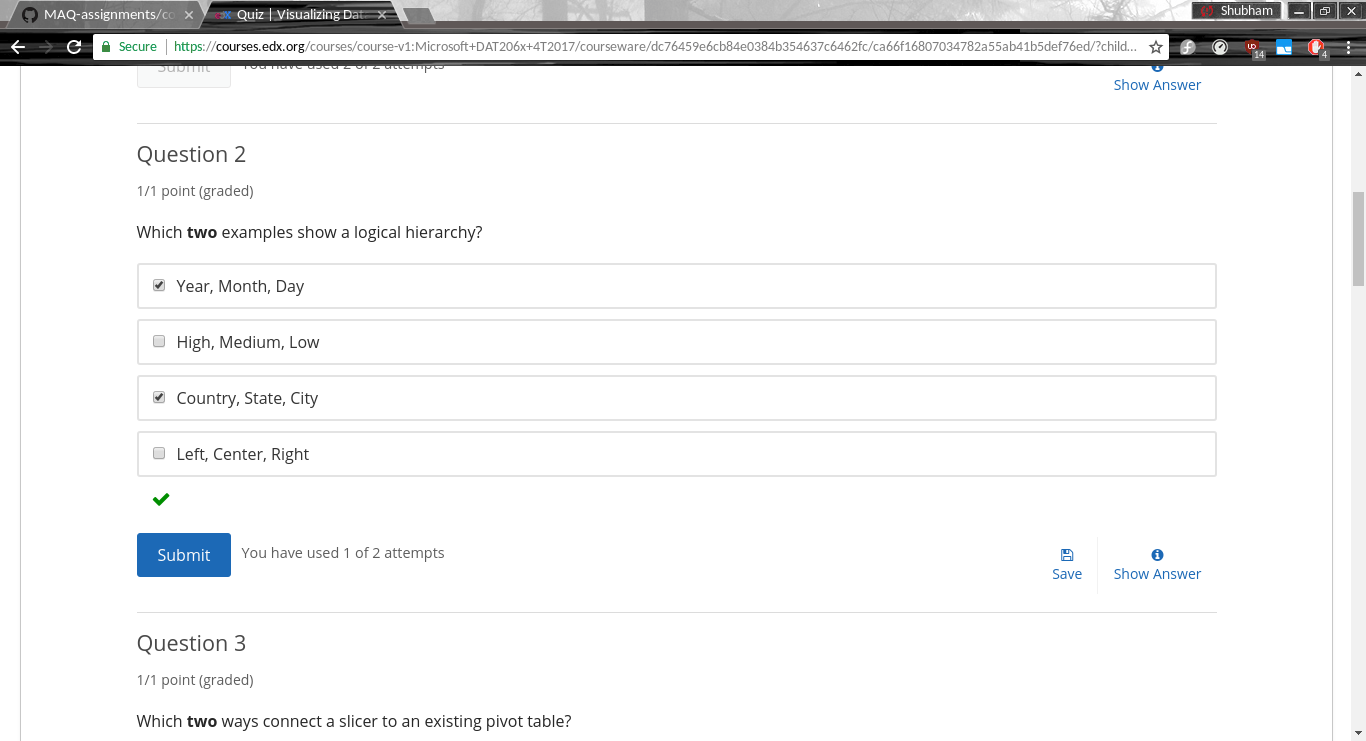 MAQ-assignments/co
Quiz | Visualizing Dat
Shubham
Secure
https://courses.edx.org/courses/course-v1:Microsoft+DAT206x+4T2017/courseware/dc76459e6cb84e0384b354637c6462fc/ca66f16807034782a55ab41b5def76ed/?child...
14
4
Submit
You have used 2 of 2 attempts
Show Answer
Question 2
1/1 point (graded)
Which two examples show a logical hierarchy?
Year, Month, Day
High, Medium, Low
Country, State, City
Left, Center, Right
Submit
You have used 1 of 2 attempts
Save
Show Answer
Question 3
1/1 point (graded)
Which two ways connect a slicer to an existing pivot table?